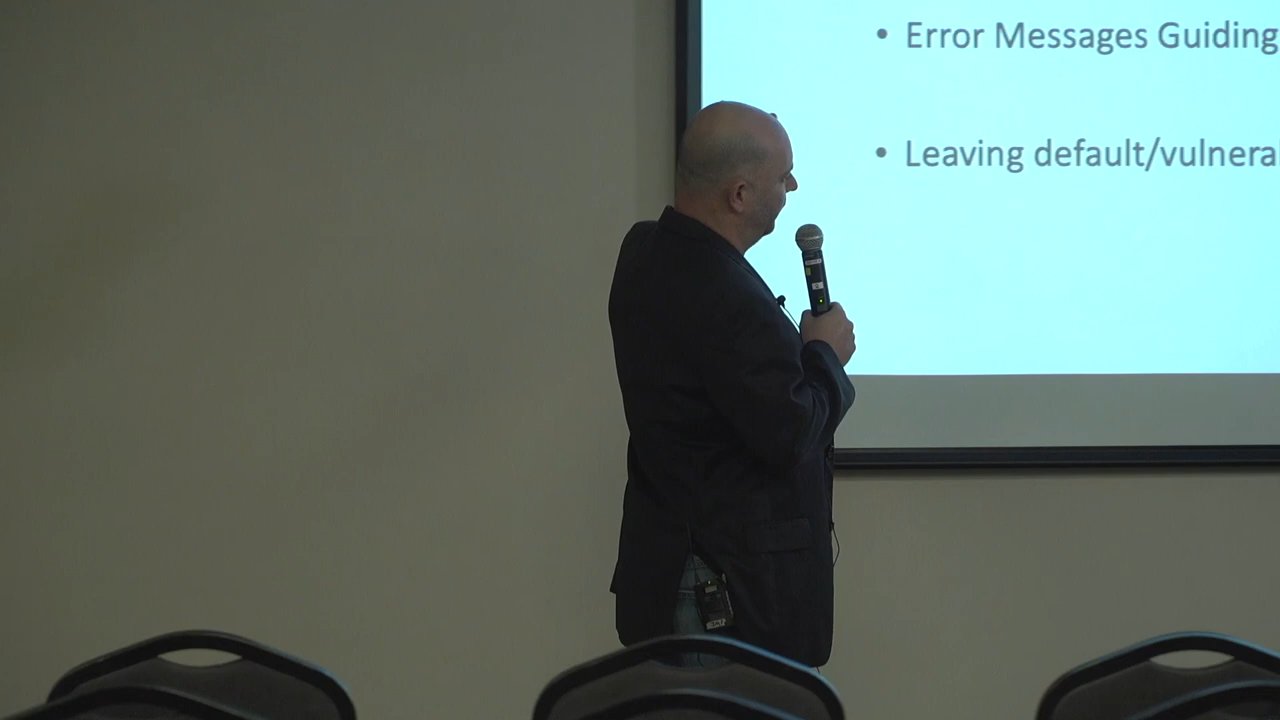 • Error Messages Guiding
• Leaving default/vulnera